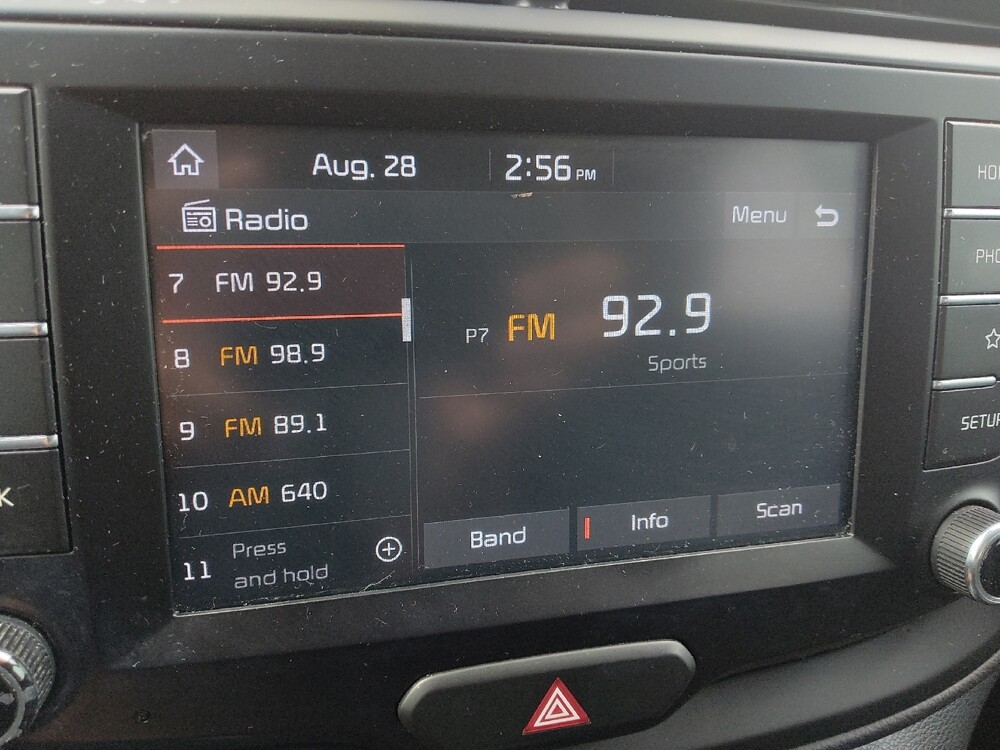 Aug. 28 2:56 PM
Radio
Menu
7 FM 92.9
8 FM 98.9
9 FM 89.1
10 AM 640
11 Press and hold
P7 FM 92.9
Sports
Band
Info
Scan
SETUP